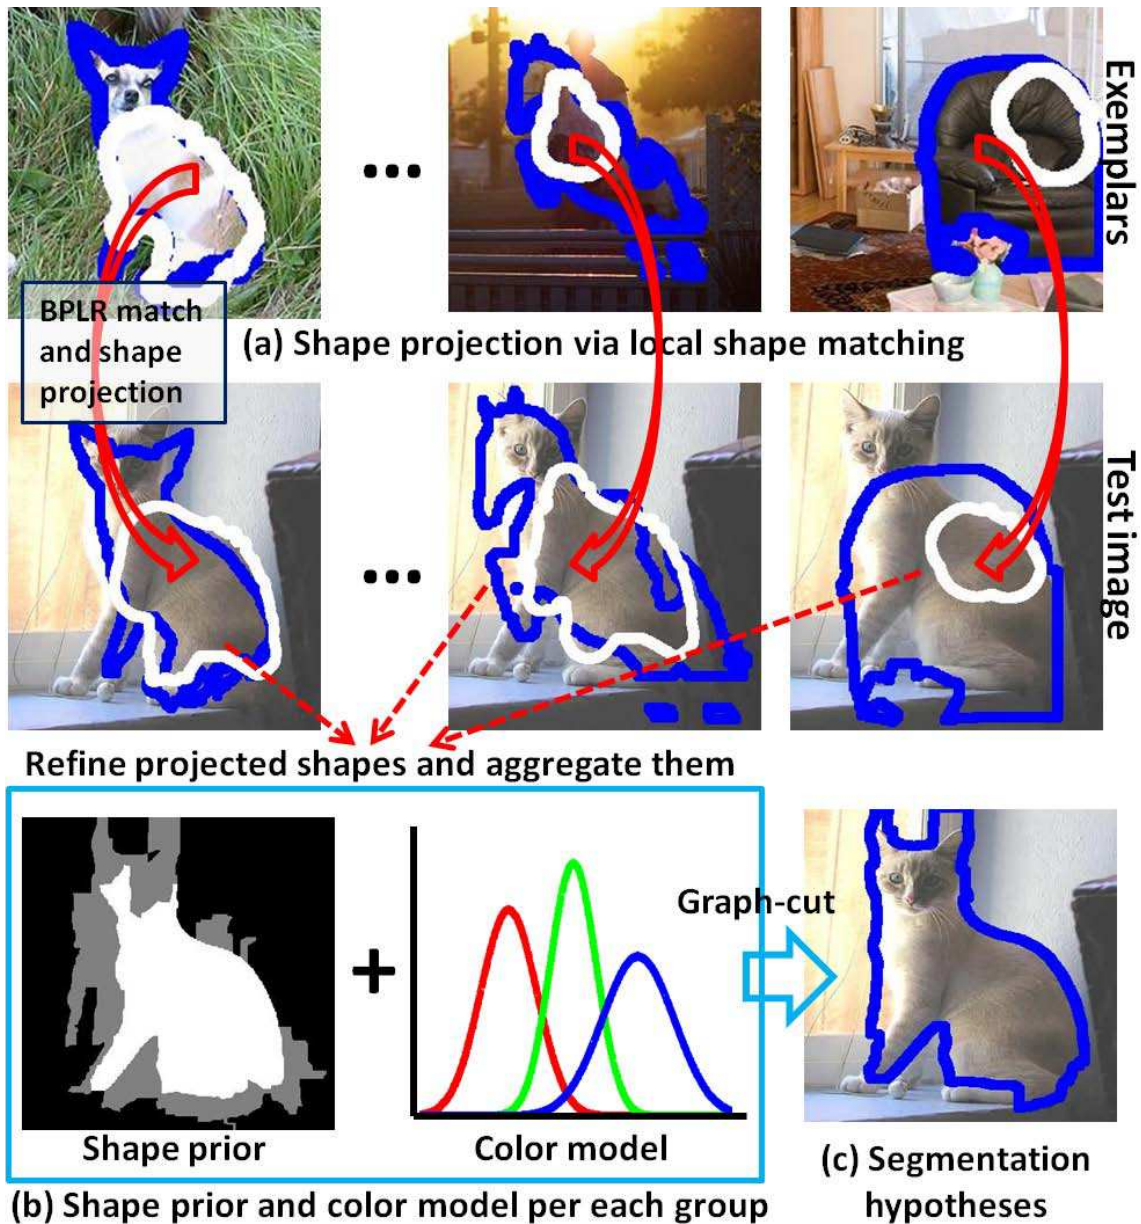 Exemplars
...
BPLR match
and shape
projection
(a) Shape projection via local shape matching
Test image
...
Refine projected shapes and aggregate them
+
Graph-cut
Shape prior
Color model
(b) Shape prior and color model per each group
(c) Segmentation
hypotheses